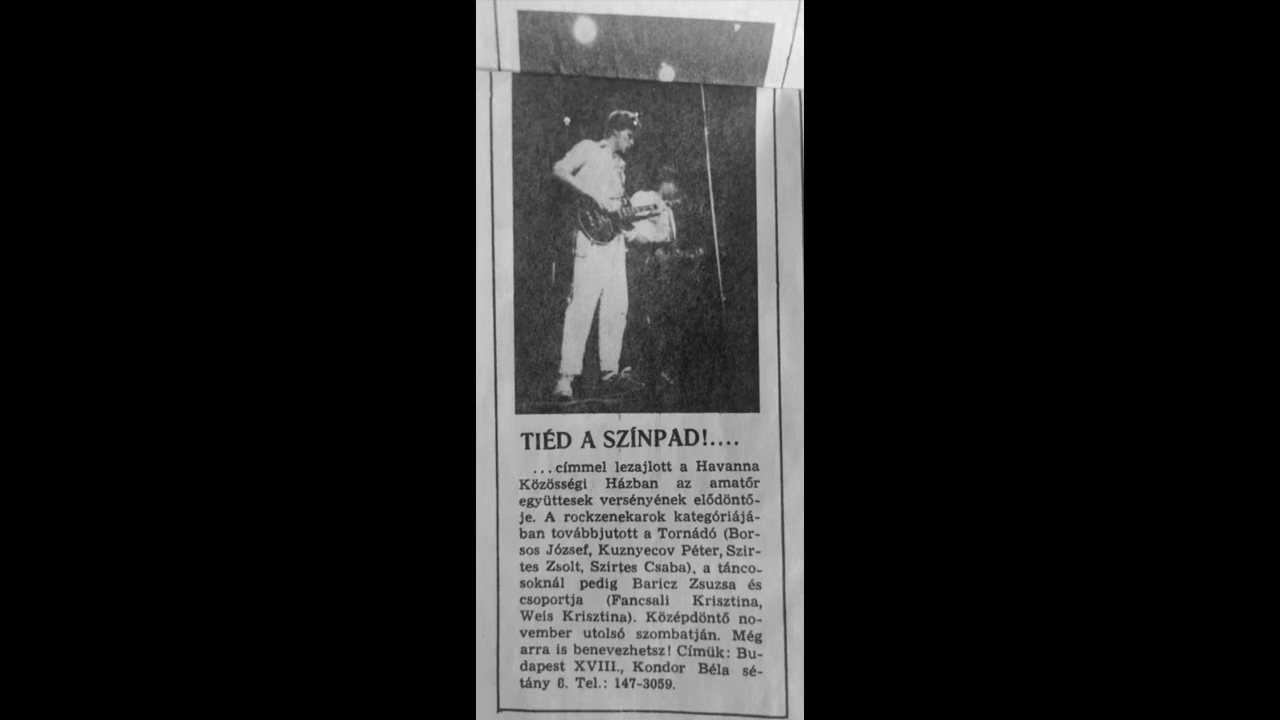 TIÉD A SZÍNPAD!....
...címmel lezajlott a Havanna
Közösségi Házban az amatőr
együttesek versényének elődöntő-
je. A rockzenekarok kategóriájá-
ban továbbjutott a Tornádó (Bor-
sos József, Kuznyecov Péter, Szir-
tes Zsolt, Szirtes Csaba), a tánco-
soknál pedig Baricz Zsuzsa és
csoportja (Fancsali Krisztina,
Weis Krisztina). Középdöntő no-
vember utolsó szombatján. Még
arra is benevezhetsz! Címük: Bu-
dapest XVIII., Kondor Béla sé-
tány 8. Tel.: 147-3059.